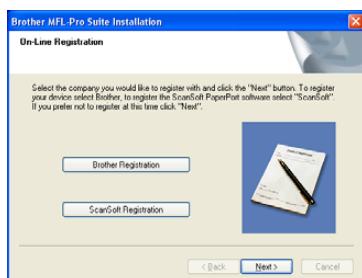 Brother MFL-Pro Suite Installation
On-Line Registration
Select the company you would like to register with and click the "Next" button. To register
your device select Brother, to register the ScanSoft PaperPort software select "ScanSoft".
If you prefer not to register at this time click "Next".
Brother Registration
ScanSoft Registration
< Back
Next >
Cancel